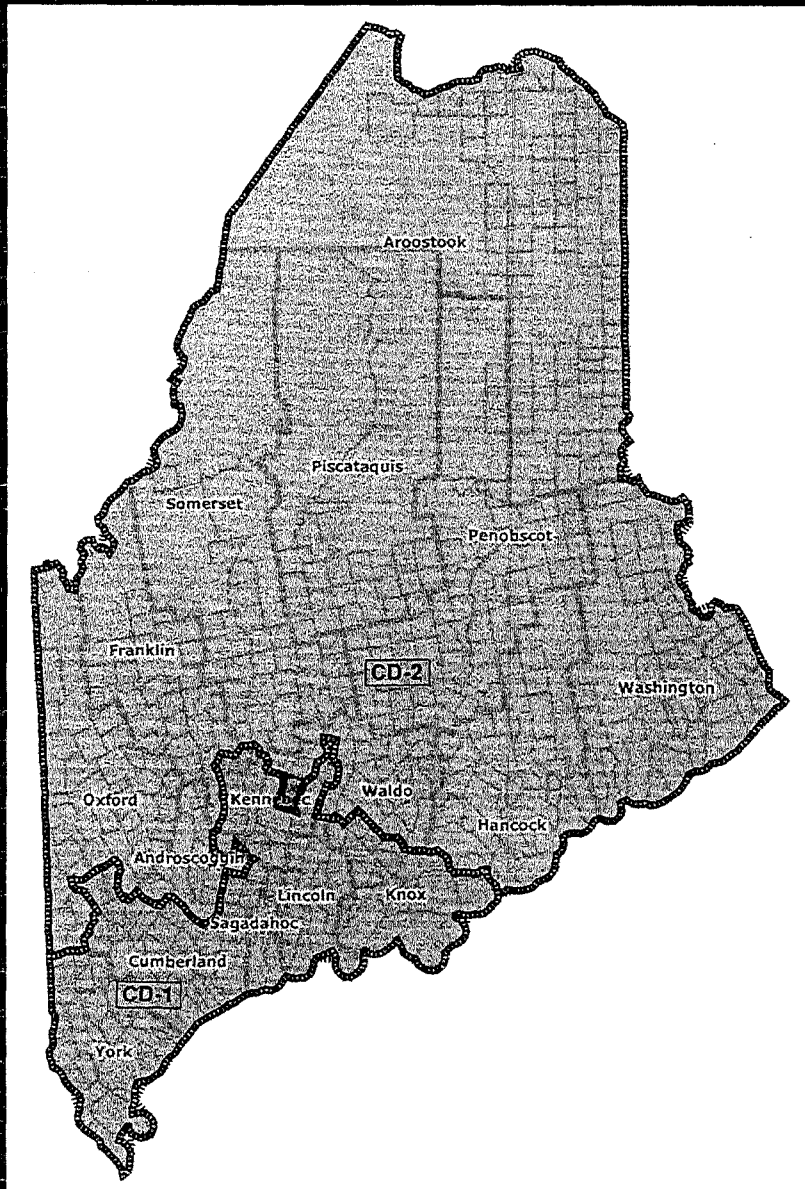 Aroostook
Piscataquis
Somerset
Penobscot
Franklin
CD-2
Washington
Oxford
Kennebec
Waldo
Hancock
Androscoggin
Lincoln
Knox
Sagadahoc
Cumberland
CD-1
York